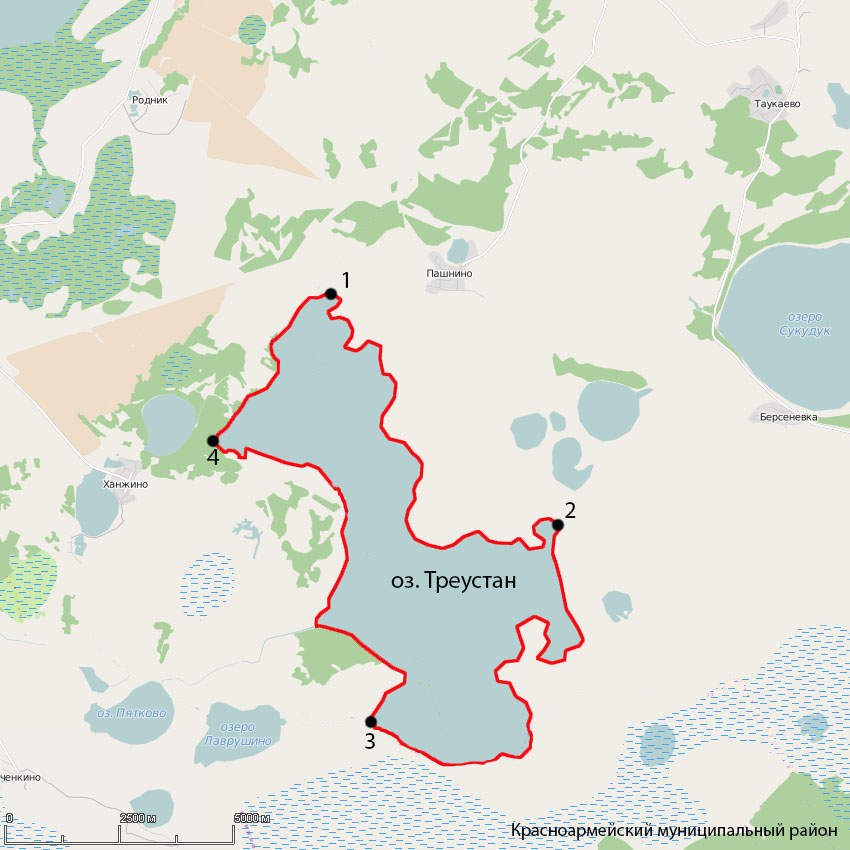 Родник
Таукаево
Пашнино
1
озеро
Сукудук
Берсеневка
4
Ханжино
2
оз. Треустан
оз. Пятково
озеро
Лаврушино
3
ченкино
0 2500 м 5000 м
Красноармейский муниципальный район